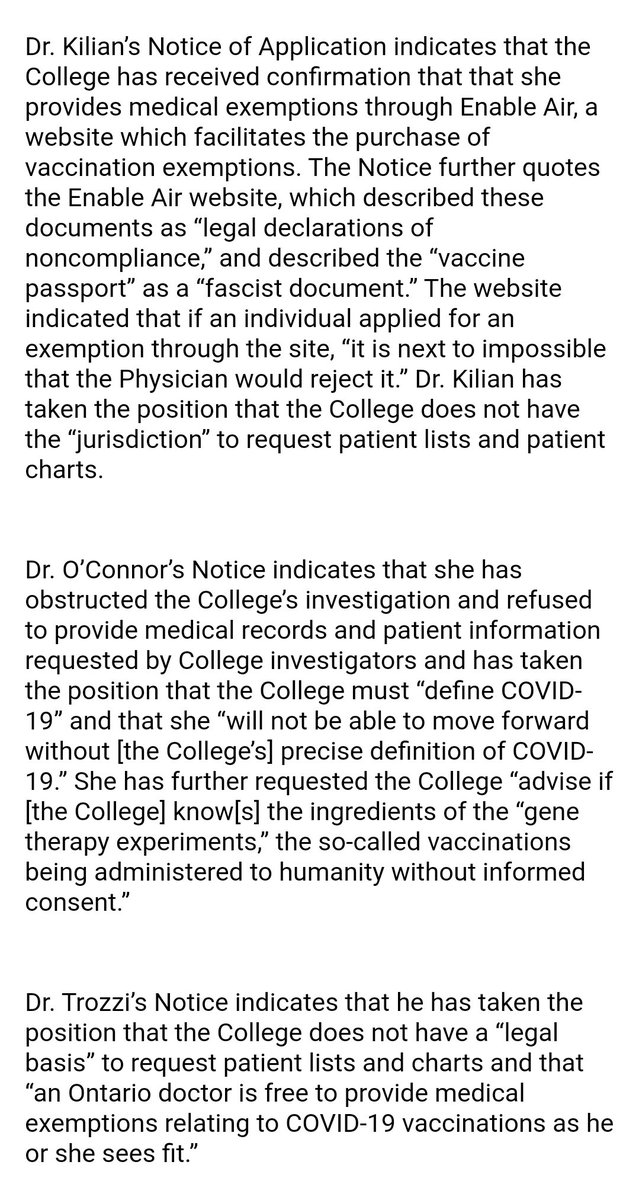 Dr. Kilian’s Notice of Application indicates that the
College has received confirmation that that she
provides medical exemptions through Enable Air, a
website which facilitates the purchase of
vaccination exemptions. The Notice further quotes
the Enable Air website, which described these
documents as “legal declarations of
noncompliance,” and described the “vaccine
passport” as a “fascist document.” The website
indicated that if an individual applied for an
exemption through the site, “it is next to impossible
that the Physician would reject it.” Dr. Kilian has
taken the position that the College does not have
the “jurisdiction” to request patient lists and patient
charts.
Dr. O’Connor’s Notice indicates that she has
obstructed the College’s investigation and refused
to provide medical records and patient information
requested by College investigators and has taken
the position that the College must “define COVID-
19” and that she “will not be able to move forward
without [the College’s] precise definition of COVID-
19.” She has further requested the College “advise if
[the College] know[s] the ingredients of the “gene
therapy experiments,” the so-called vaccinations
being administered to humanity without informed
consent.”
Dr. Trozzi’s Notice indicates that he has taken the
position that the College does not have a “legal
basis” to request patient lists and charts and that
“an Ontario doctor is free to provide medical
exemptions relating to COVID-19 vaccinations as he
or she sees fit.”